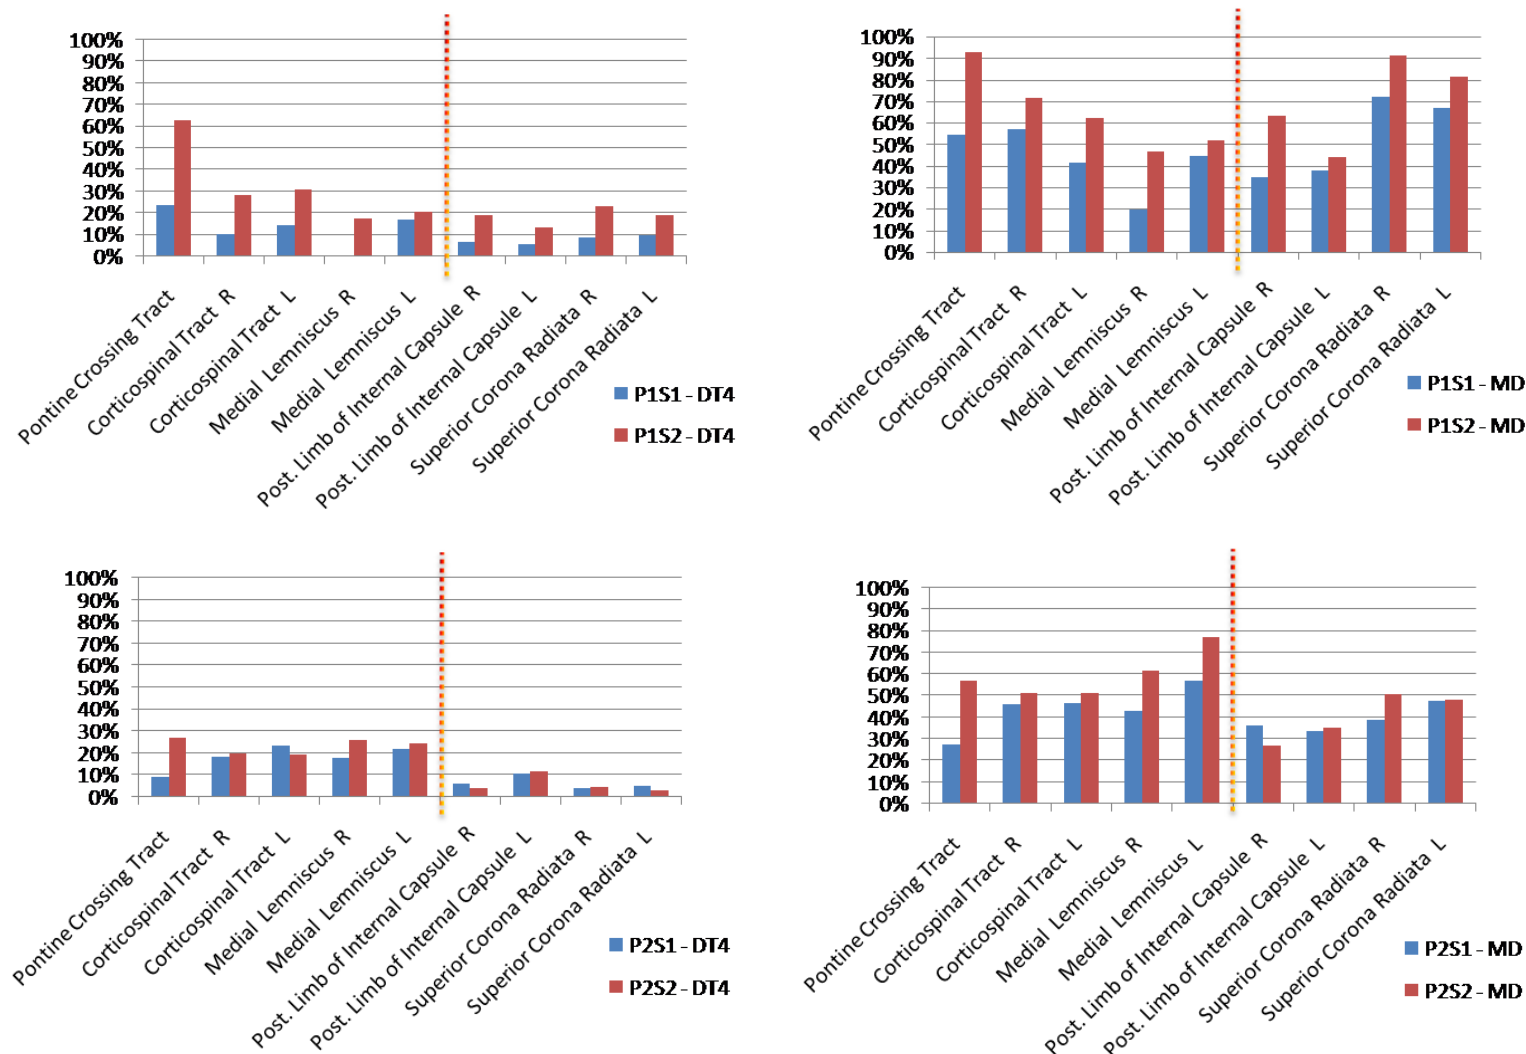 100%
90%
80%
70%
60%
50%
40%
30%
20%
10%
0%
Pontine Crossing Tract
Corticospinal Tract R
Corticospinal Tract L
Medial Lemniscus R
Medial Lemniscus L
Post. Limb of Internal Capsule R
Post. Limb of Internal Capsule L
Superior Corona Radiata R
Superior Corona Radiata L
P1S1 - DT4
P1S2 - DT4
100%
90%
80%
70%
60%
50%
40%
30%
20%
10%
0%
Pontine Crossing Tract
Corticospinal Tract R
Corticospinal Tract L
Medial Lemniscus R
Medial Lemniscus L
Post. Limb of Internal Capsule R
Post. Limb of Internal Capsule L
Superior Corona Radiata R
Superior Corona Radiata L
P1S1 - MD
P1S2 - MD
100%
90%
80%
70%
60%
50%
40%
30%
20%
10%
0%
Pontine Crossing Tract
Corticospinal Tract R
Corticospinal Tract L
Medial Lemniscus R
Medial Lemniscus L
Post. Limb of Internal Capsule R
Post. Limb of Internal Capsule L
Superior Corona Radiata R
Superior Corona Radiata L
P2S1 - DT4
P2S2 - DT4
100%
90%
80%
70%
60%
50%
40%
30%
20%
10%
0%
Pontine Crossing Tract
Corticospinal Tract R
Corticospinal Tract L
Medial Lemniscus R
Medial Lemniscus L
Post. Limb of Internal Capsule R
Post. Limb of Internal Capsule L
Superior Corona Radiata R
Superior Corona Radiata L
P2S1 - MD
P2S2 - MD